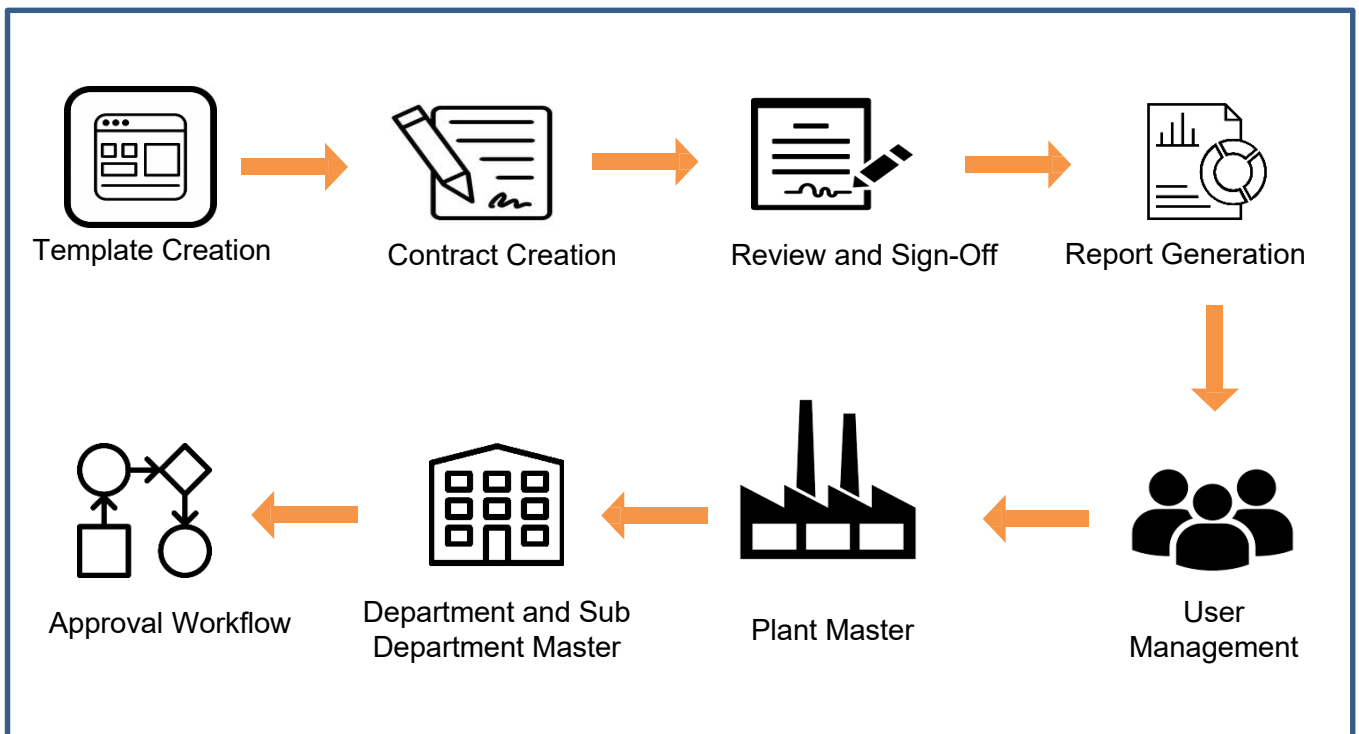 Template Creation
Contract Creation
Review and Sign-Off
Report Generation
User
Management
Plant Master
Department and Sub
Department Master
Approval Workflow